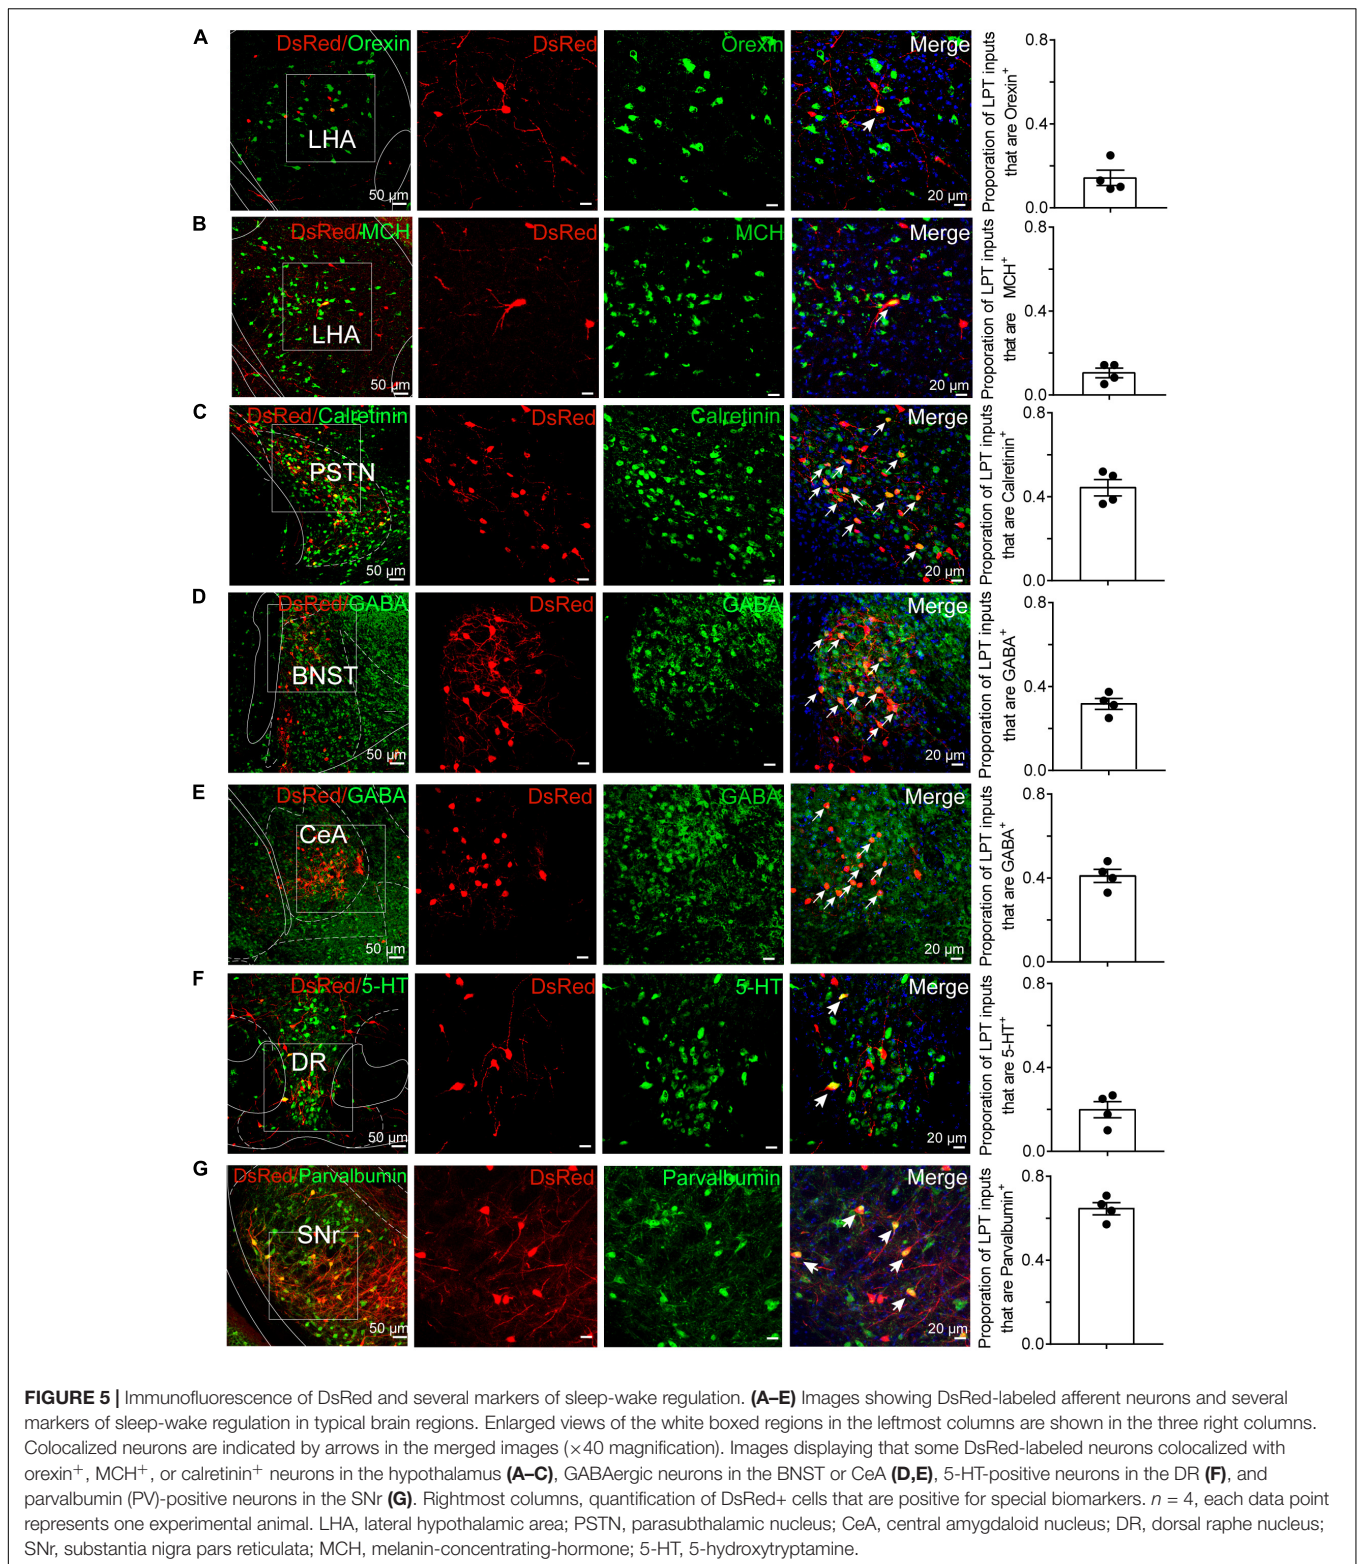 A
DsRed/Orexin
LHA
50 µm
DsRed
Orexin
Merge
20 µm
Proporation of LPT inputs
that are Orexin+
0.8
0.4
0.0
B
DsRed/MCH
LHA
50 µm
DsRed
MCH
Merge
20 µm
Proporation of LPT inputs
that are MCH+
0.8
0.4
0.0
C
DsRed/Calretinin
PSTN
50 µm
DsRed
Calretinin
Merge
20 µm
Proporation of LPT inputs
that are Calretinin+
0.8
0.4
0.0
D
DsRed/GABA
BNST
50 µm
DsRed
GABA
Merge
20 µm
Proporation of LPT inputs
that are GABA+
0.8
0.4
0.0
E
DsRed/GABA
CeA
50 µm
DsRed
GABA
Merge
20 µm
Proporation of LPT inputs
that are GABA+
0.8
0.4
0.0
F
DsRed/5-HT
DR
50 µm
DsRed
5-HT
Merge
20 µm
Proporation of LPT inputs
that are 5-HT+
0.8
0.4
0.0
G
DsRed/Parvalbumin
SNr
50 µm
DsRed
Parvalbumin
Merge
20 µm
Proporation of LPT inputs
that are Parvalbumin+
0.8
0.4
0.0
FIGURE 5 | Immunofluorescence of DsRed and several markers of sleep-wake regulation. (A–E) Images showing DsRed-labeled afferent neurons and several
markers of sleep-wake regulation in typical brain regions. Enlarged views of the white boxed regions in the leftmost columns are shown in the three right columns.
Colocalized neurons are indicated by arrows in the merged images (×40 magnification). Images displaying that some DsRed-labeled neurons colocalized with
orexin+, MCH+, or calretinin+ neurons in the hypothalamus (A–C), GABAergic neurons in the BNST or CeA (D,E), 5-HT-positive neurons in the DR (F), and
parvalbumin (PV)-positive neurons in the SNr (G). Rightmost columns, quantification of DsRed+ cells that are positive for special biomarkers. n = 4, each data point
represents one experimental animal. LHA, lateral hypothalamic area; PSTN, parasubthalamic nucleus; CeA, central amygdaloid nucleus; DR, dorsal raphe nucleus;
SNr, substantia nigra pars reticulata; MCH, melanin-concentrating-hormone; 5-HT, 5-hydroxytryptamine.